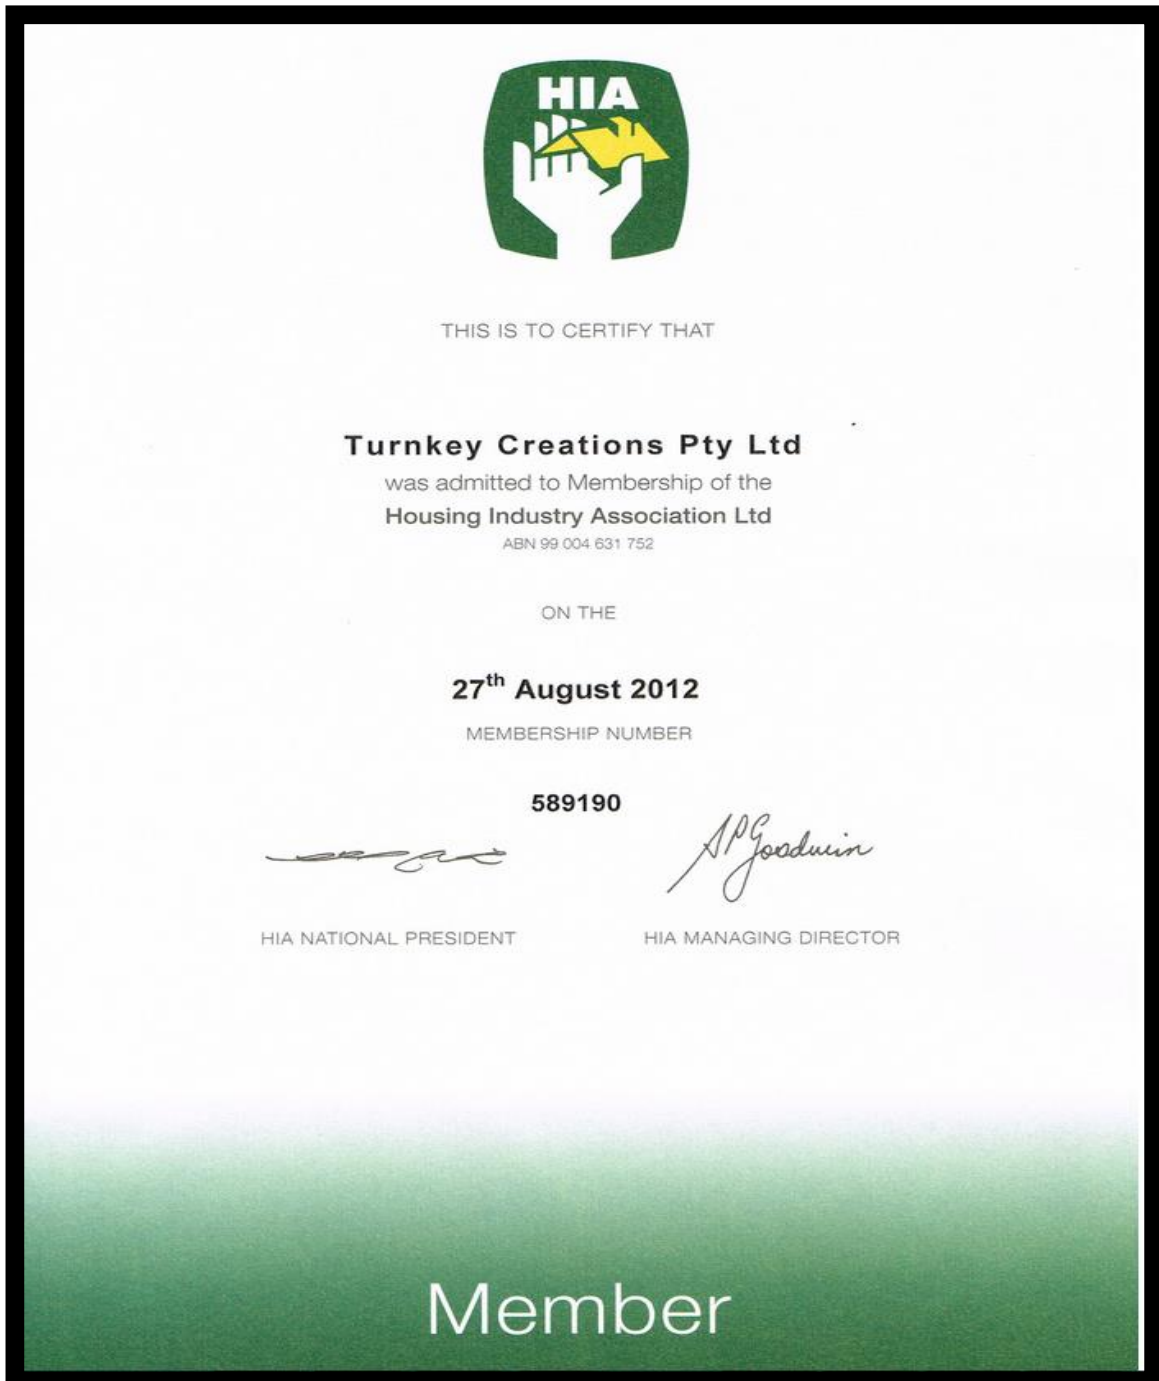 HIA
THIS IS TO CERTIFY THAT
Turnkey Creations Pty Ltd
was admitted to Membership of the
Housing Industry Association Ltd
ABN 99 004 631 752
ON THE
27th August 2012
MEMBERSHIP NUMBER
589190
SPGoodwin
HIA NATIONAL PRESIDENT HIA MANAGING DIRECTOR
Member